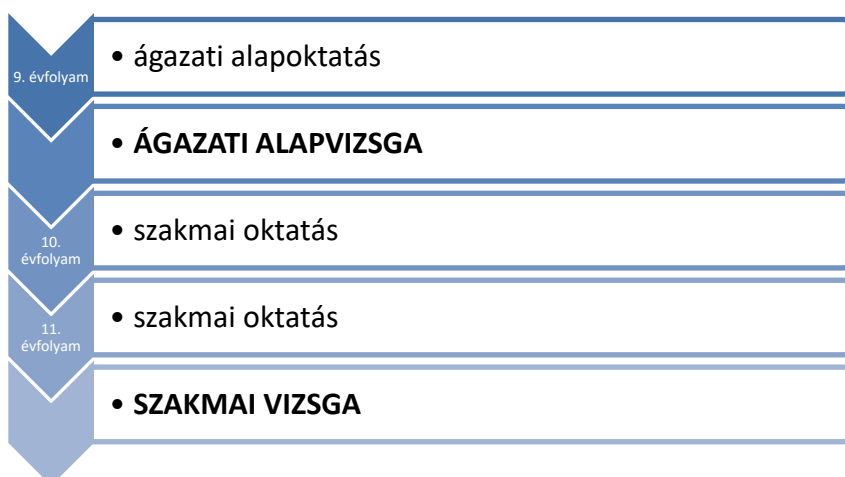 9. évfolyam
• ágazati alapoktatás
• ÁGAZATI ALAPVIZSGA
10.
évfolyam
• szakmai oktatás
11.
évfolyam
• szakmai oktatás
• SZAKMAI VIZSGA